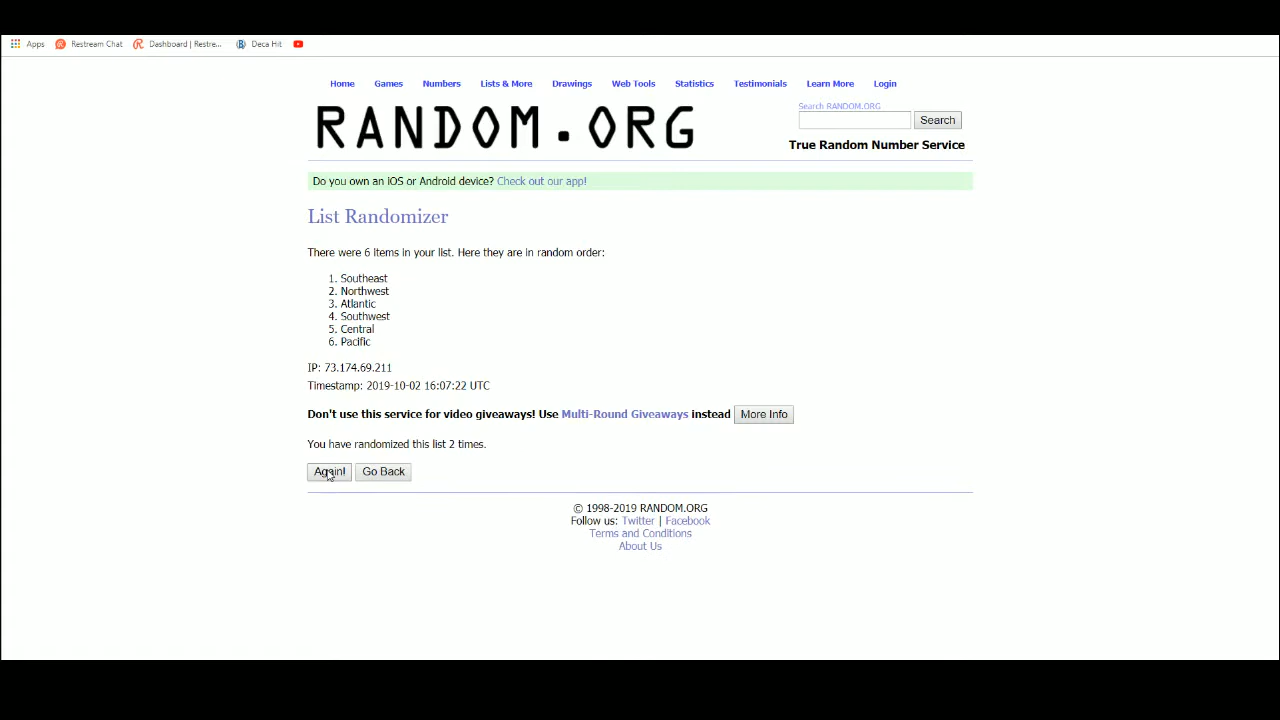 Apps Restream Chat Dashboard | Restre... Deca Hit
Home Games Numbers Lists & More Drawings Web Tools Statistics Testimonials Learn More Login
RANDOM.ORG
Search RANDOM.ORG
Search
True Random Number Service
Do you own an iOS or Android device? Check out our app!
List Randomizer
There were 6 items in your list. Here they are in random order:
1. Southeast
2. Northwest
3. Atlantic
4. Southwest
5. Central
6. Pacific
IP: 73.174.69.211
Timestamp: 2019-10-02 16:07:22 UTC
Don't use this service for video giveaways! Use Multi-Round Giveaways instead More Info
You have randomized this list 2 times.
Again! Go Back
© 1998-2019 RANDOM.ORG
Follow us: Twitter | Facebook
Terms and Conditions
About Us